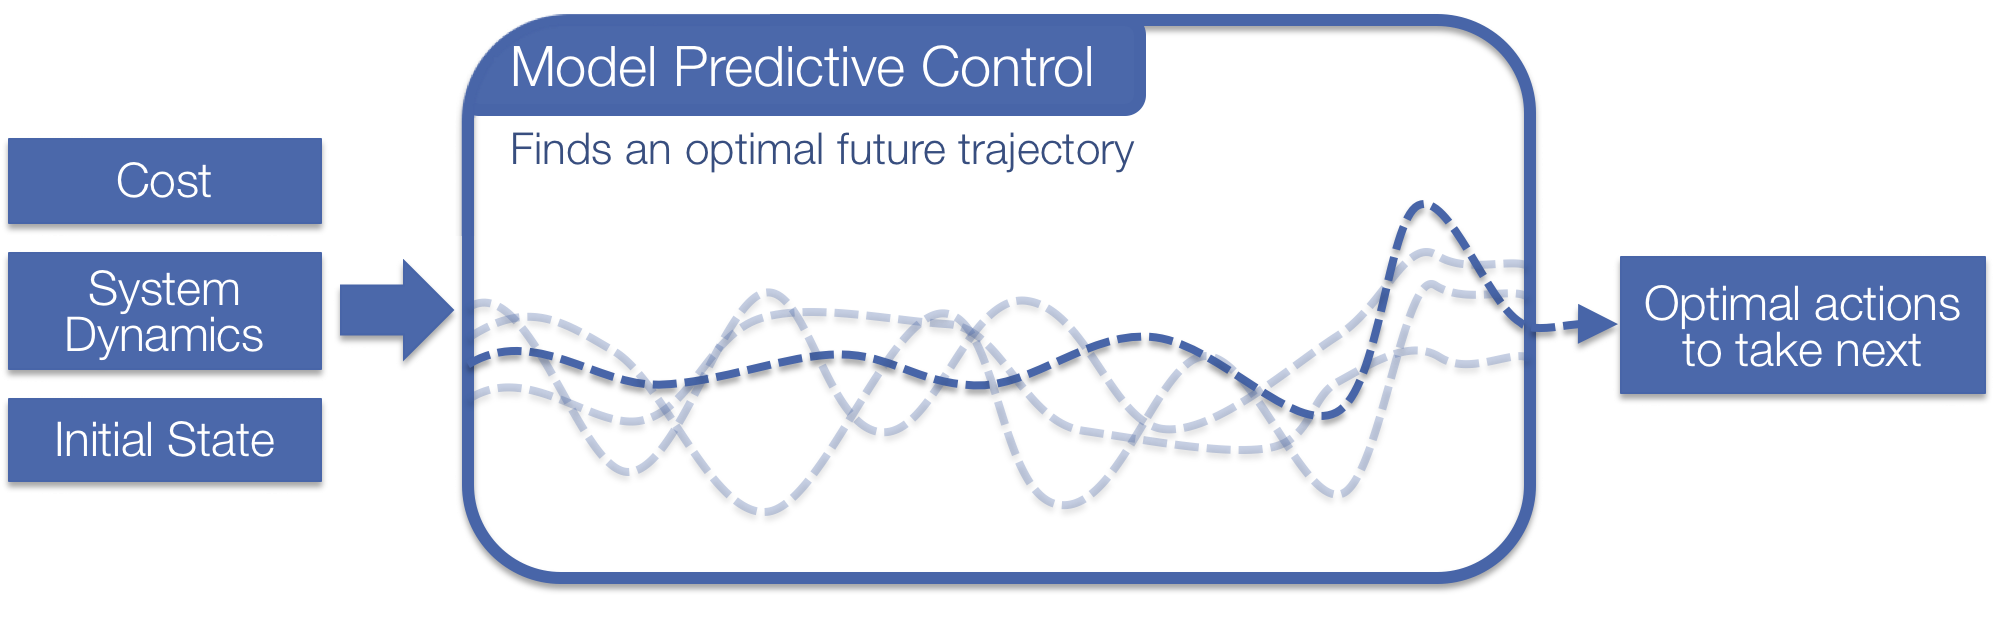 Model Predictive Control
Finds an optimal future trajectory
Cost
System
Dynamics
Initial State
Optimal actions
to take next